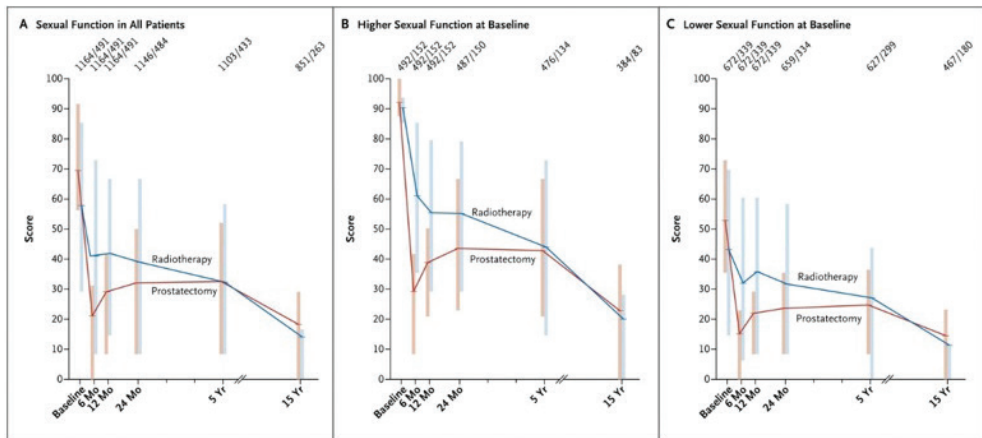 A Sexual Function in All Patients
1164/491
1164/491
1164/491
1146/484
1103/433
851/263
100
90
80
70
60
50
40
30
20
10
0
Score
Radiotherapy
Prostatectomy
Baseline
6 Mo
12 Mo
24 Mo
5 Yr
15 Yr
B Higher Sexual Function at Baseline
492/152
492/152
492/152
487/150
476/134
384/83
100
90
80
70
60
50
40
30
20
10
0
Score
Radiotherapy
Prostatectomy
Baseline
6 Mo
12 Mo
24 Mo
5 Yr
15 Yr
C Lower Sexual Function at Baseline
672/339
672/339
672/339
659/334
627/299
467/180
100
90
80
70
60
50
40
30
20
10
0
Score
Radiotherapy
Prostatectomy
Baseline
6 Mo
12 Mo
24 Mo
5 Yr
15 Yr